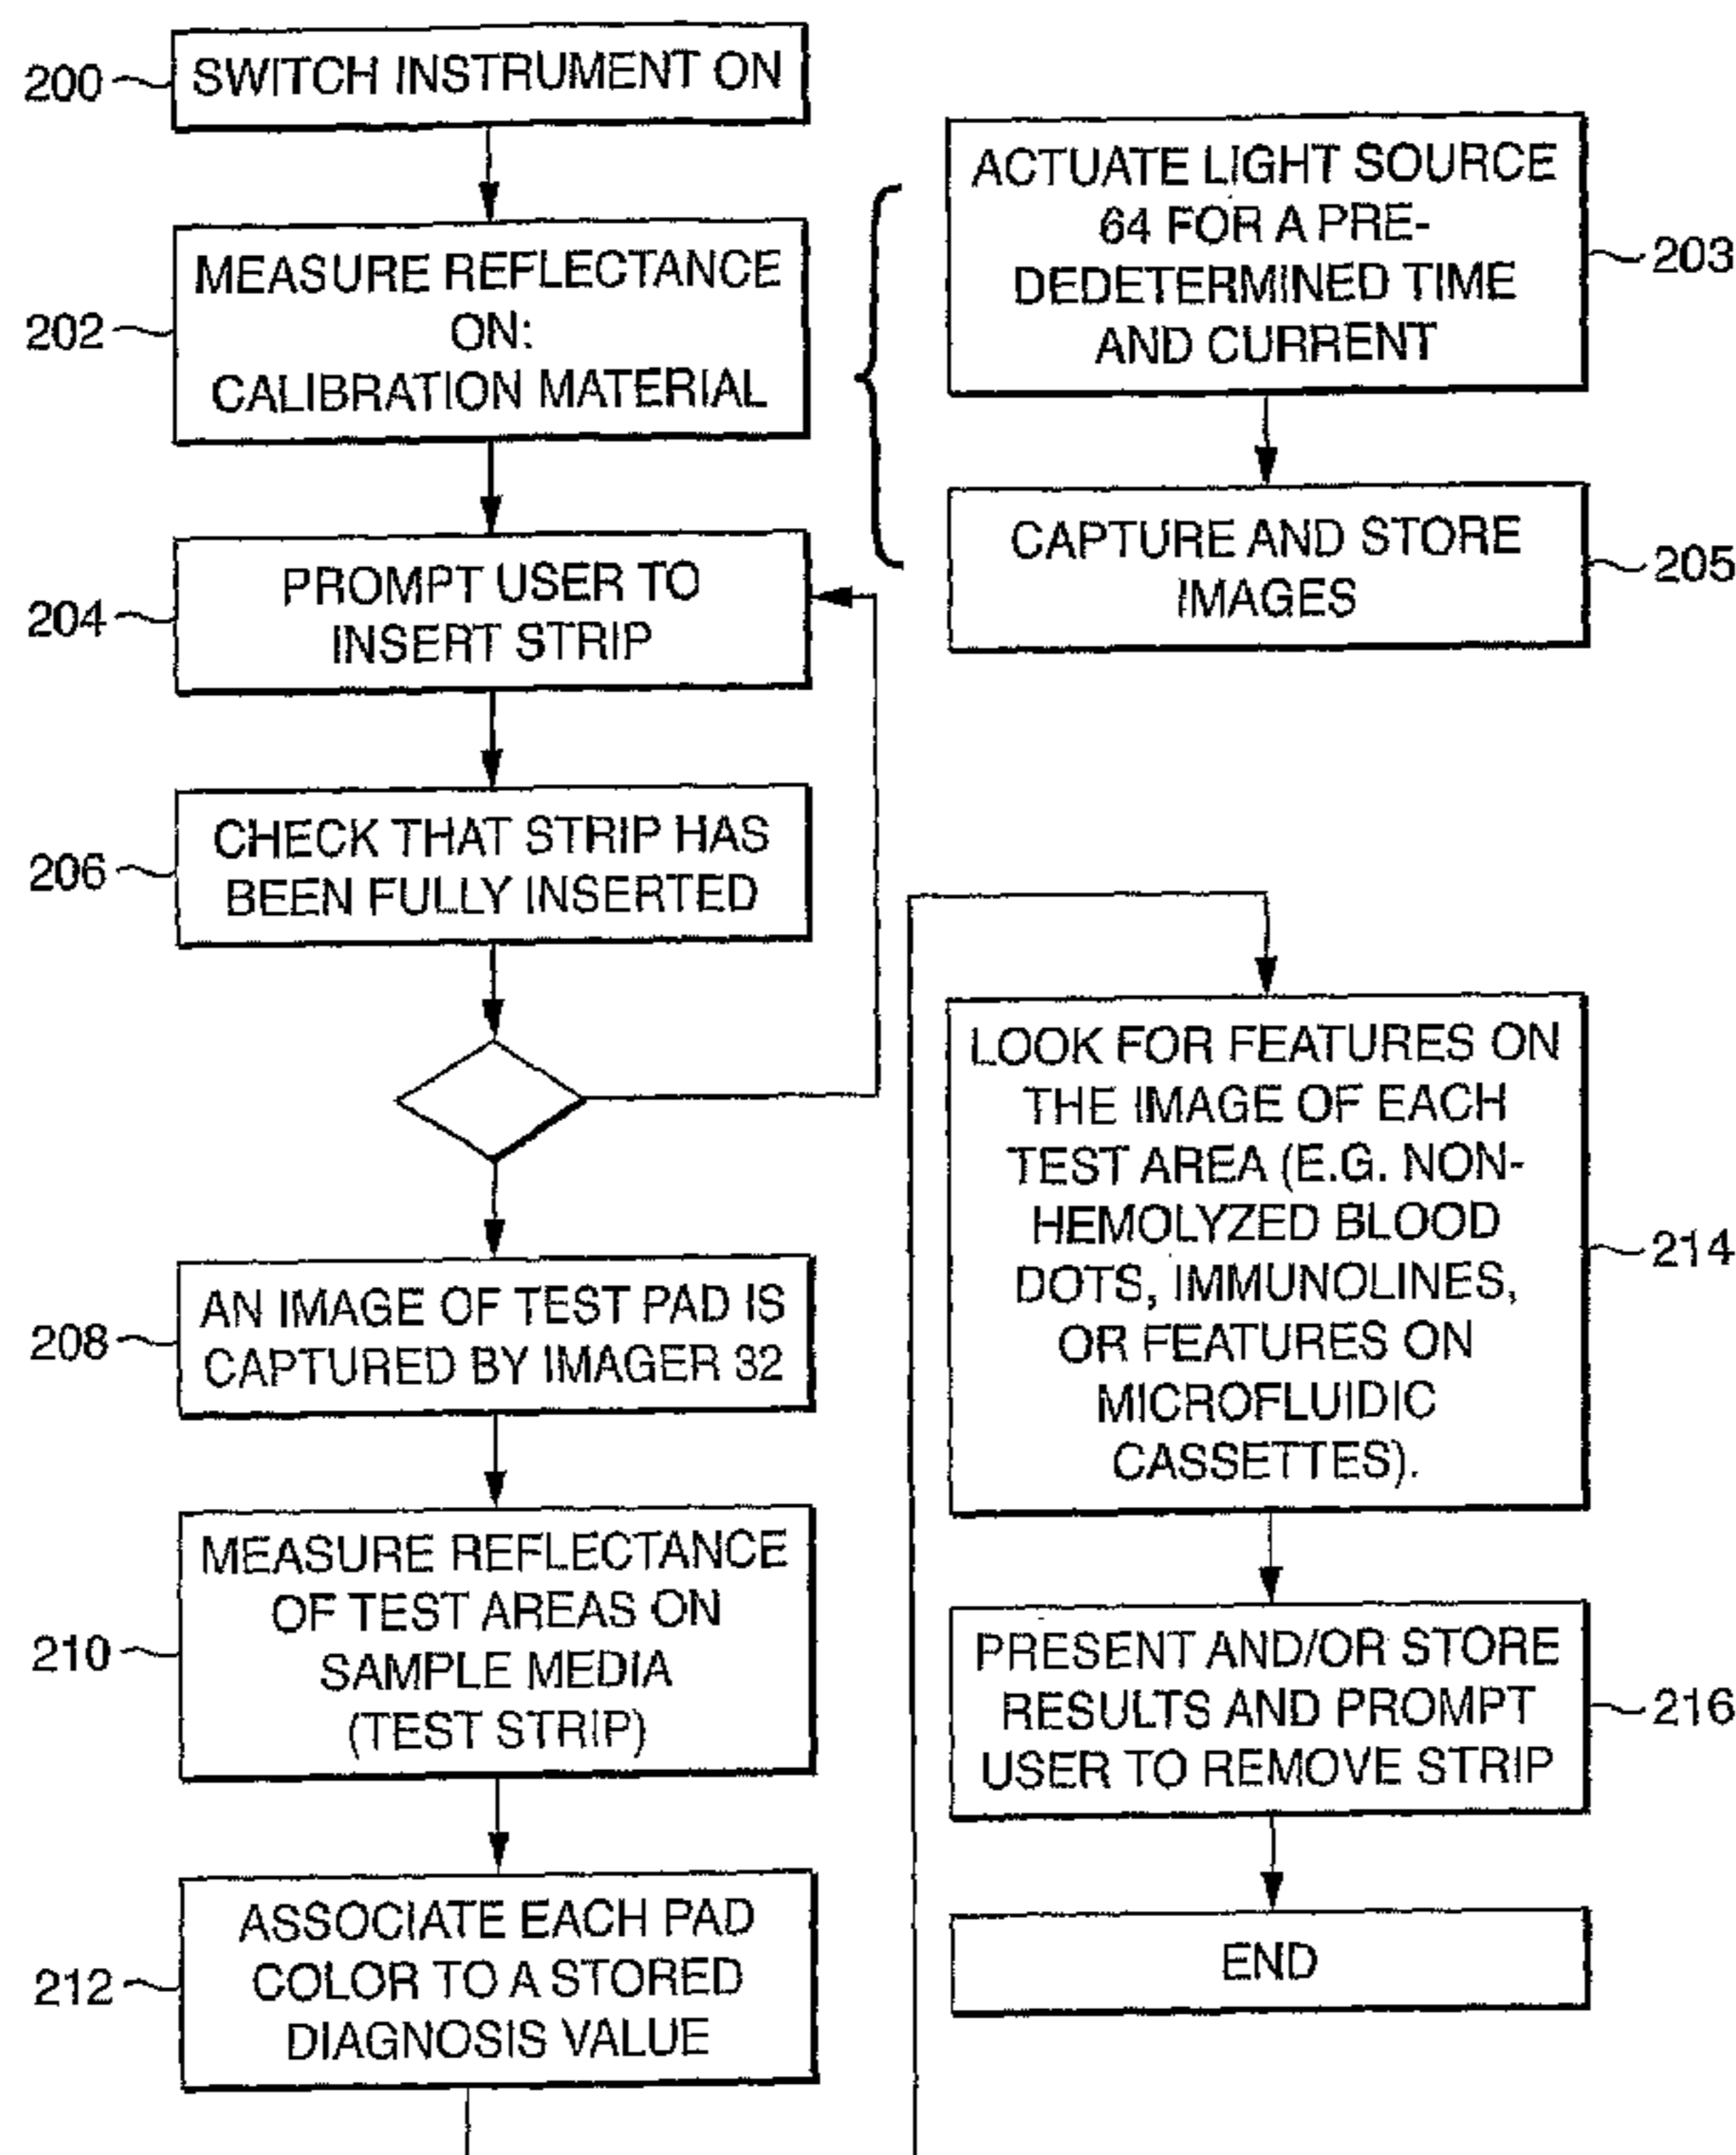 200
SWITCH INSTRUMENT ON
202
MEASURE REFLECTANCE
ON:
CALIBRATION MATERIAL
ACTUATE LIGHT SOURCE
64 FOR A PRE-
DEDETERMINED TIME
AND CURRENT
203
CAPTURE AND STORE
IMAGES
205
204
PROMPT USER TO
INSERT STRIP
206
CHECK THAT STRIP HAS
BEEN FULLY INSERTED
208
AN IMAGE OF TEST PAD IS
CAPTURED BY IMAGER 32
210
MEASURE REFLECTANCE
OF TEST AREAS ON
SAMPLE MEDIA
(TEST STRIP)
212
ASSOCIATE EACH PAD
COLOR TO A STORED
DIAGNOSIS VALUE
LOOK FOR FEATURES ON
THE IMAGE OF EACH
TEST AREA (E.G. NON-
HEMOLYZED BLOOD
DOTS, IMMUNOLINES,
OR FEATURES ON
MICROFLUIDIC
CASSETTES).
214
PRESENT AND/OR STORE
RESULTS AND PROMPT
USER TO REMOVE STRIP
216
END